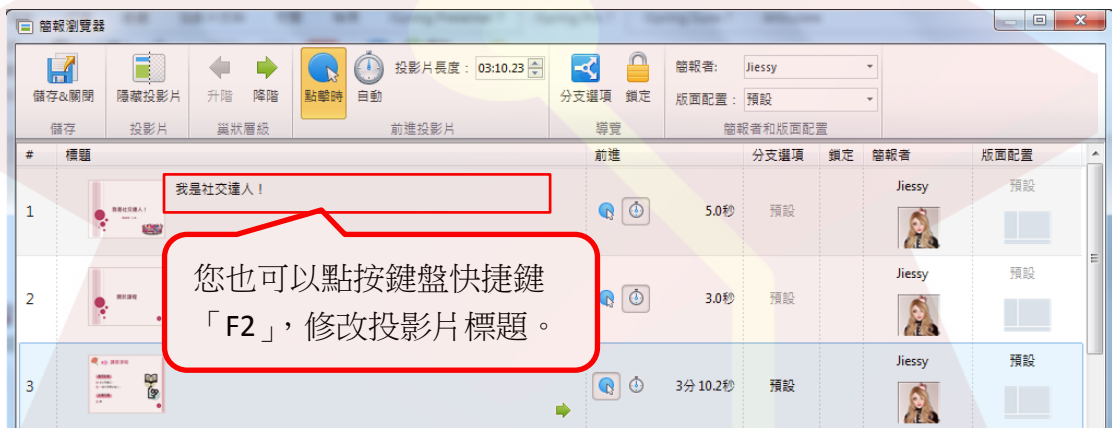 簡報瀏覽器
儲存&關閉
隱藏投影片
升階
降階
點擊時
自動
投影片長度：
03:10.23
分支選項
鎖定
簡報者:
Jiessy
版面配置：
預設
儲存
投影片
巢狀層級
前進投影片
導覽
簡報者和版面配置
# 標題 前進 分支選項 鎖定 簡報者 版面配置
1 我是社交達人！ 5.0秒 預設 Jiessy 預設
您也可以點按鍵盤快捷鍵
「F2」，修改投影片標題。
2 3.0秒 預設 Jiessy 預設
3 3分 10.2秒 預設 Jiessy 預設